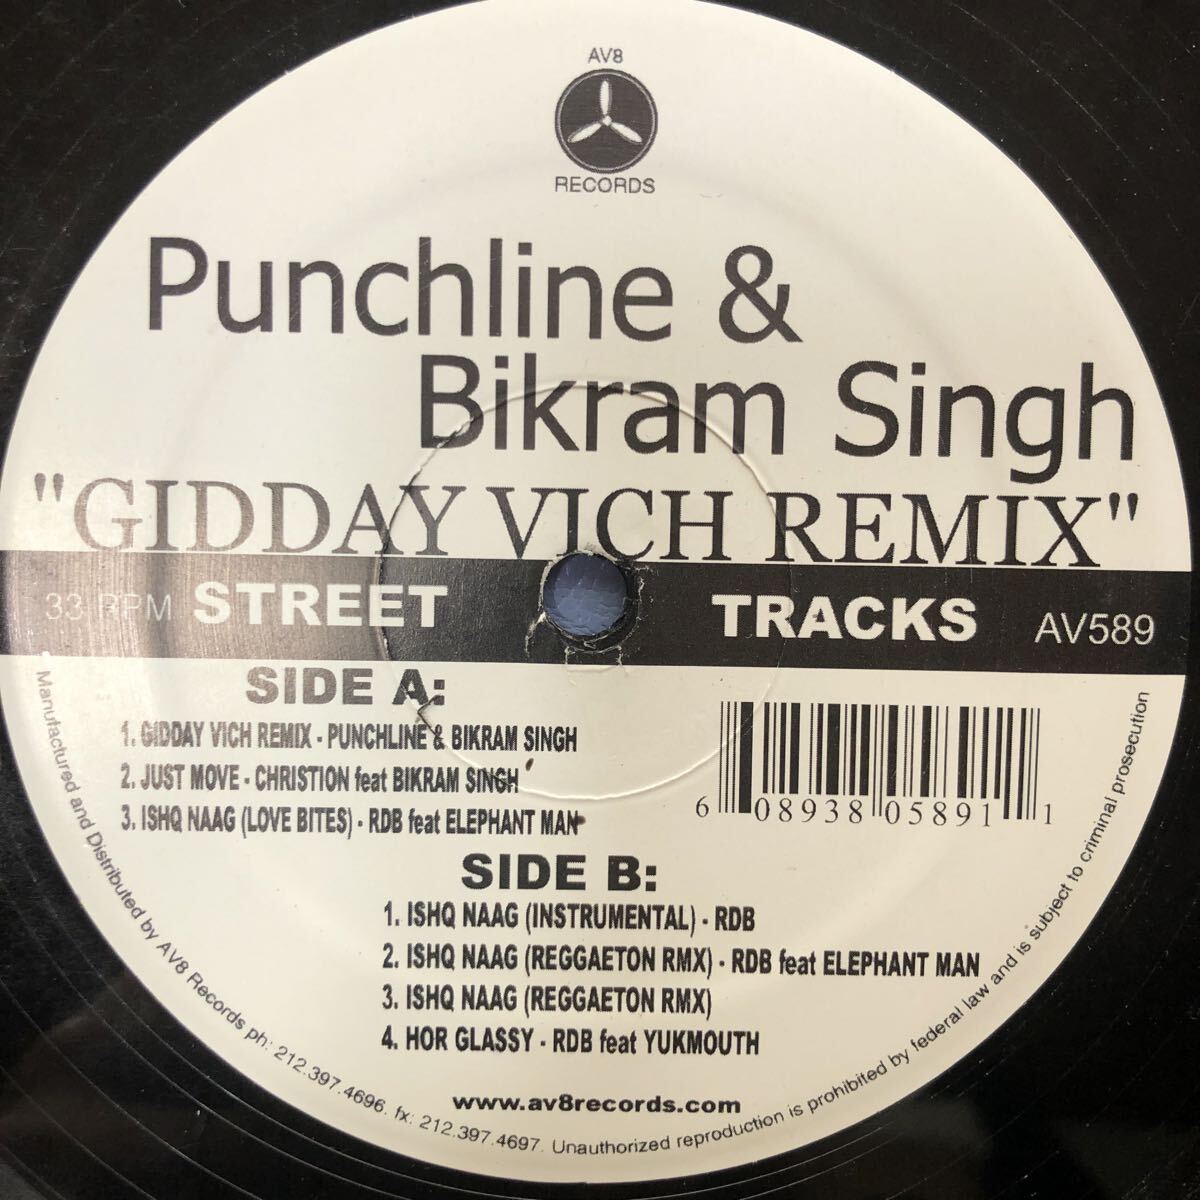 AV8
RECORDS
Punchline &
Bikram Singh
"GIDDAY VICH REMIX"
33 RPM STREET TRACKS AV589
SIDE A:
1. GIDDAY VICH REMIX - PUNCHLINE & BIKRAM SINGH
2. JUST MOVE - CHRISTION feat BIKRAM SINGH
3. ISHQ NAAG (LOVE BITES) - RDB feat ELEPHANT MAN
6 08938 05891 1
SIDE B:
1. ISHQ NAAG (INSTRUMENTAL) - RDB
2. ISHQ NAAG (REGGAETON RMX) - RDB feat ELEPHANT MAN
3. ISHQ NAAG (REGGAETON RMX)
4. HOR GLASSY - RDB feat YUKMOUTH
www.av8records.com
Manufactured and Distributed by AV8 Records ph: 212.397.4696. fx: 212.397.4697. Unauthorized reproduction is prohibited by federal law and is subject to criminal prosecution